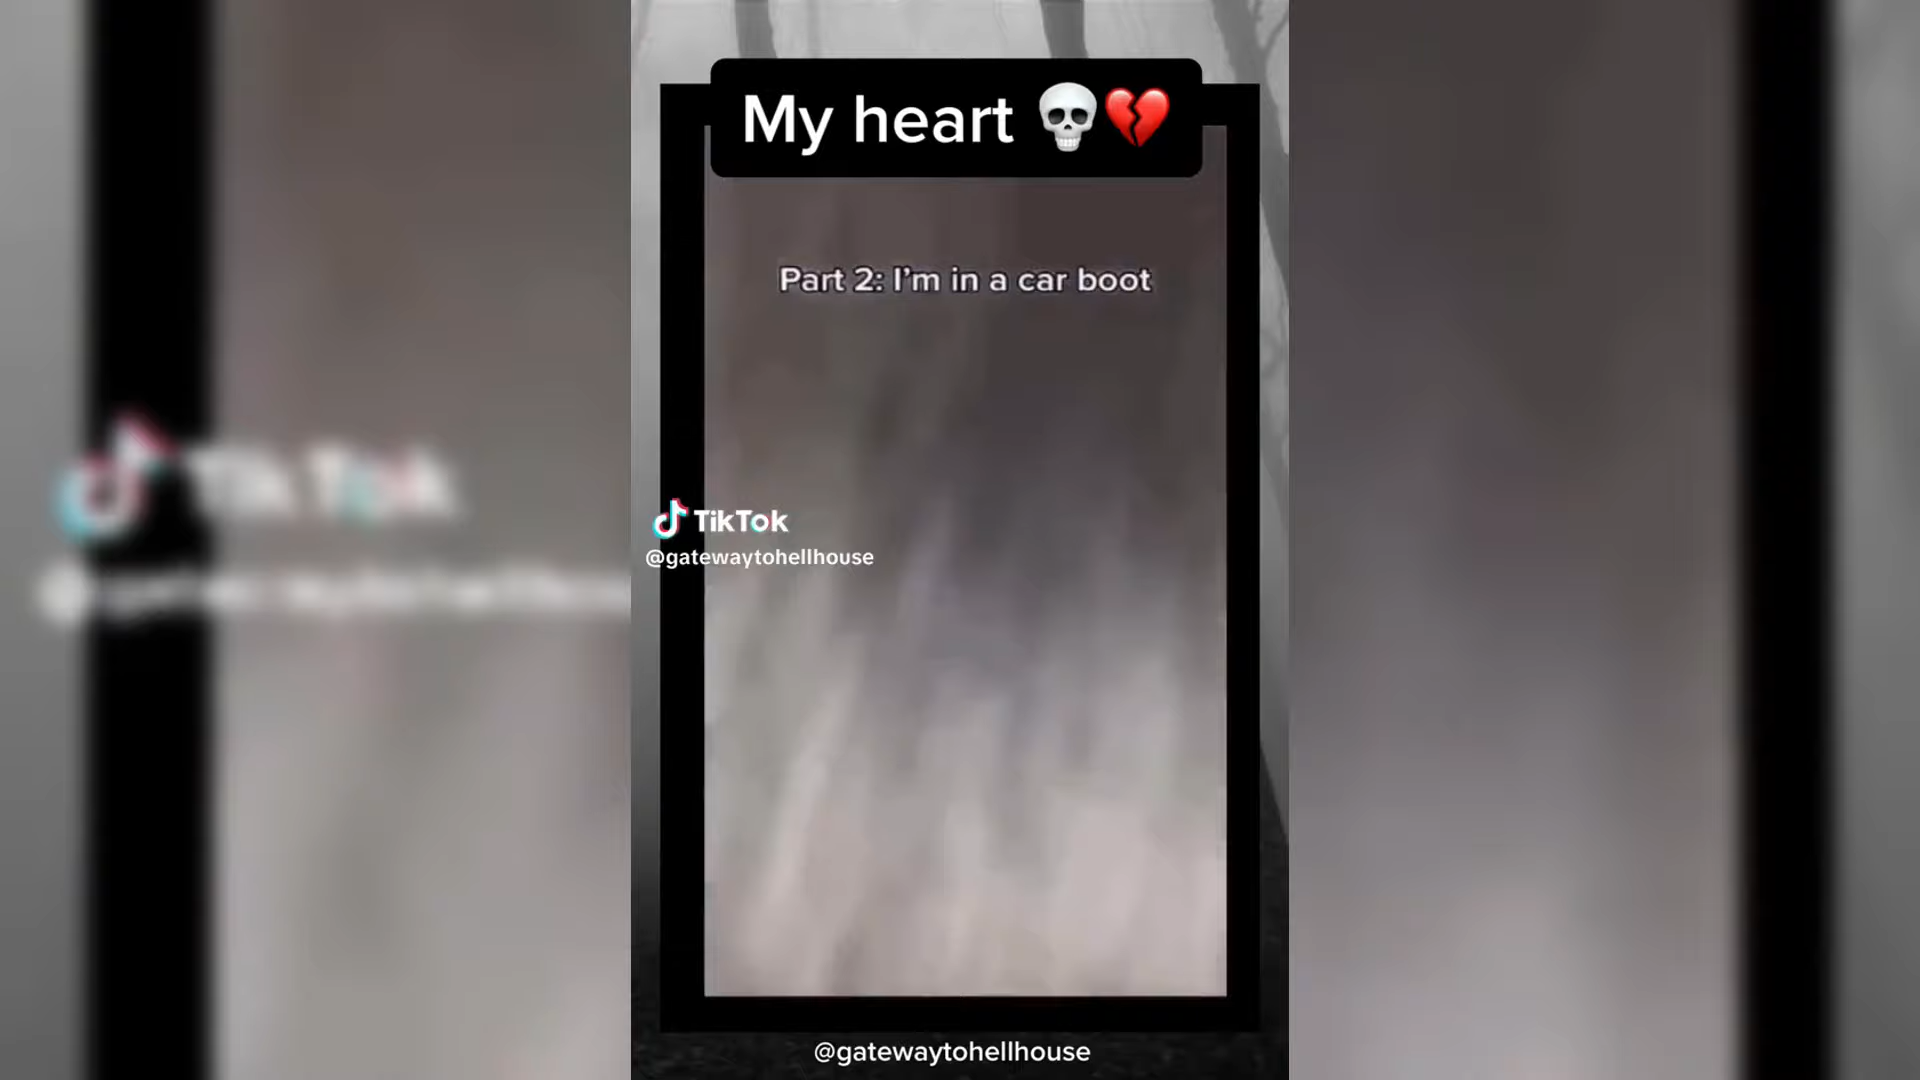 My heart 💀💔
Part 2: I'm in a car boot
TikTok
@gatewaytohellhouse
@gatewaytohellhouse